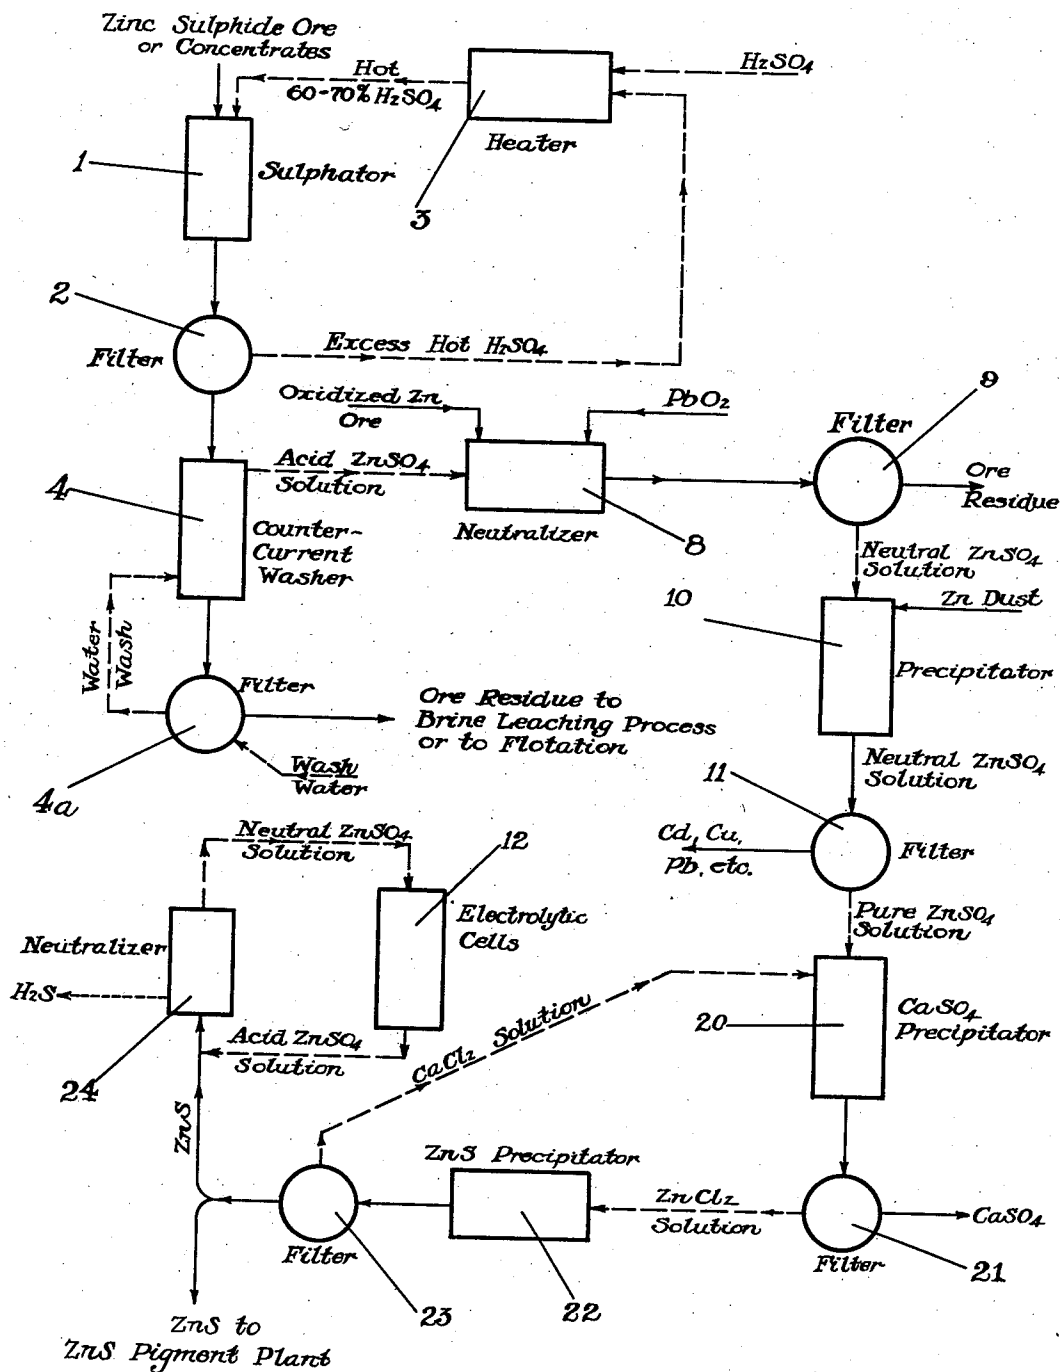 Zinc Sulphide Ore
or Concentrates
Hot
60-70% H2SO4
H2SO4
Heater
3
1
Sulphator
2
Filter
Excess Hot H2SO4
Oxidized Zn
Ore
PbO2
9
Filter
Ore
Residue
Acid ZnSO4
Solution
4
Neutralizer
8
Counter-
Current
Washer
Neutral ZnSO4
Solution
10
Zn Dust
Precipitator
Water
Wash
Filter
Ore Residue to
Brine Leaching Process
or to Flotation
4a
Wash
Water
Neutral ZnSO4
Solution
11
Cd, Cu,
Pb, etc.
Filter
Neutral ZnSO4
Solution
12
Electrolytic
Cells
Neutralizer
H2S
Pure ZnSO4
Solution
20
CaSO4
Precipitator
Acid ZnSO4
Solution
24
CaCl2 Solution
ZnS
ZnS Precipitator
ZnCl2
Solution
CaSO4
Filter
21
Filter
23
22
ZnS to
ZnS Pigment Plant